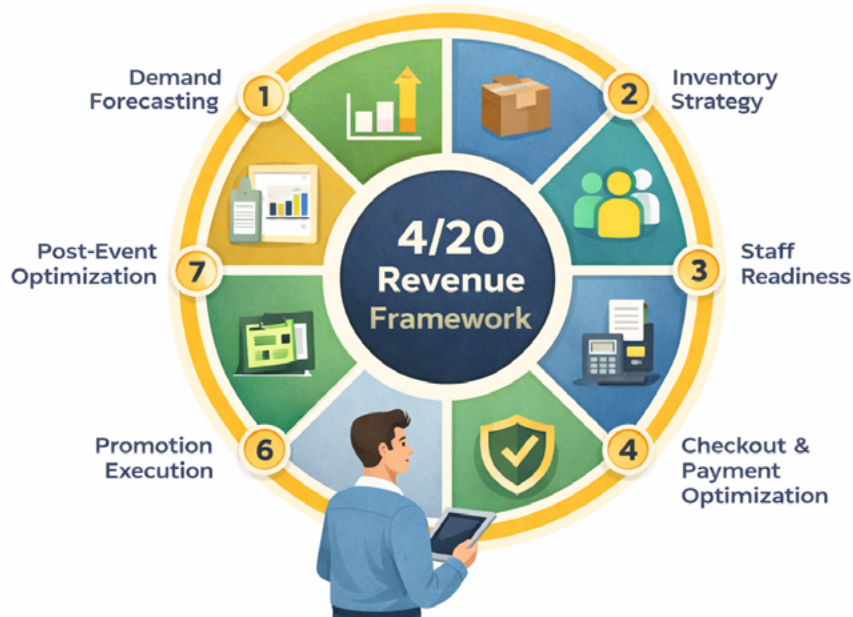 Demand
Forecasting
1
2
Inventory
Strategy
4/20
Revenue
Framework
Post-Event
Optimization
7
3
Staff
Readiness
Promotion
Execution
6
4
Checkout &
Payment
Optimization